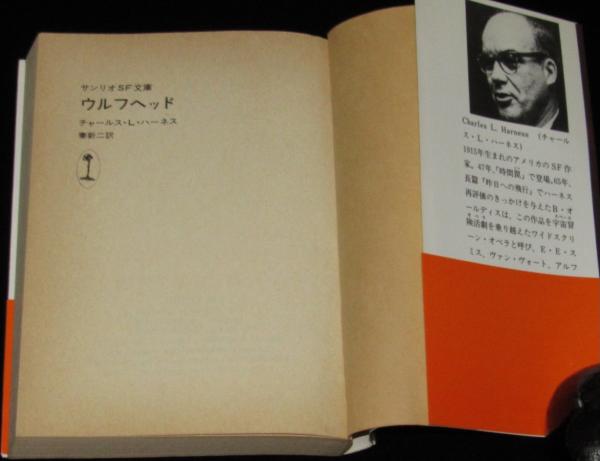 サンリオSF文庫
ウルフヘッド
チャールス・L・ハーネス
秦新二訳
Charles L. Harness (チャール
ス・L・ハーネス)
1915年生まれのアメリカのSF作
家。47年、「時間罠」で登場。65年、
長篇『昨日への飛行』でハーネス
再評価のきっかけを与えたB・オ
ールディスは、この作品を宇宙冒
険活劇を乗り越えたワイドスクリ
ーン・オペラと呼び、E・E・ス
ミス、ヴァン・ヴォート、アルフ